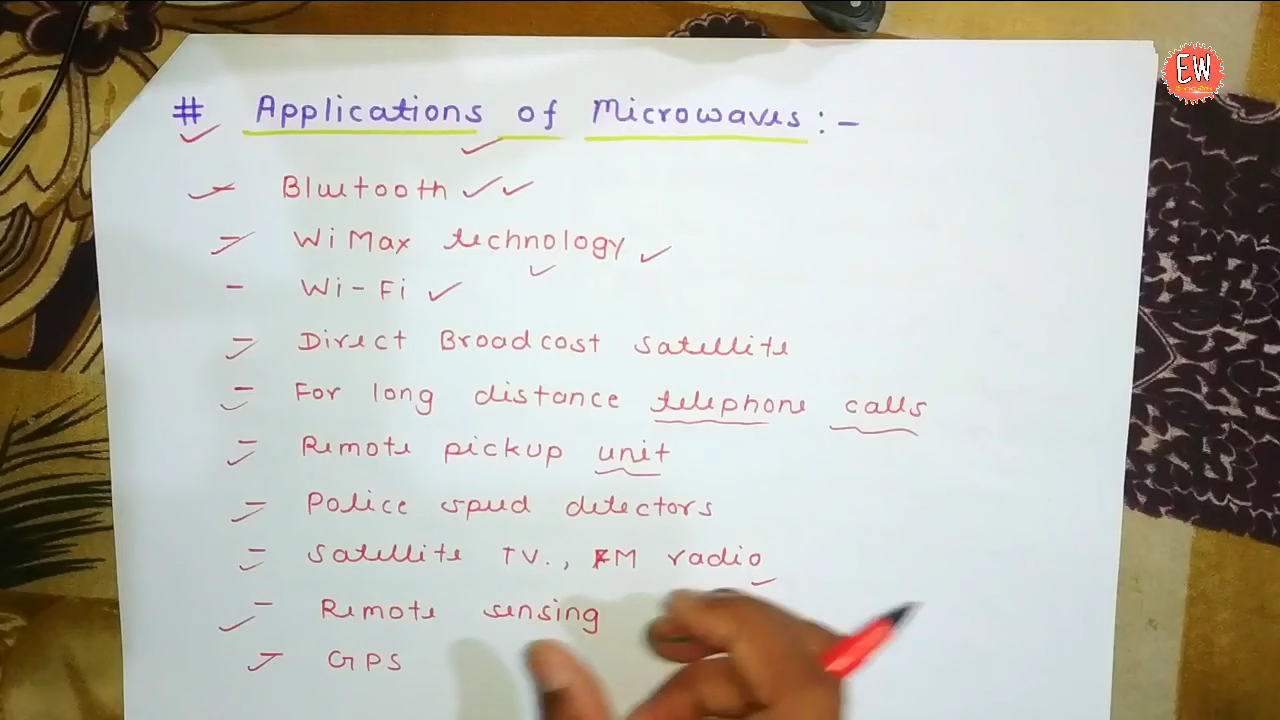 EW
# Applications of Microwaves:-
- Bluetooth
- WiMax technology
- Wi-Fi
- Direct Broadcost satellite
- For long distance telephone calls
- Remote pickup unit
- Police speed detectors
- Satellite TV., FM radio
- Remote sensing
- GPS